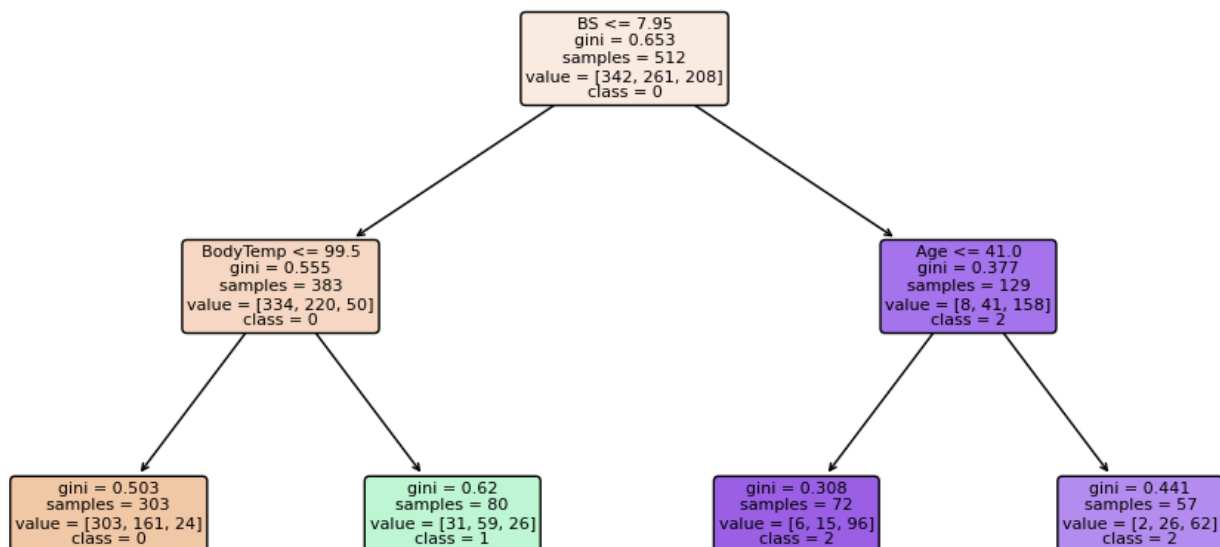 BS <= 7.95
gini = 0.653
samples = 512
value = [342, 261, 208]
class = 0
BodyTemp <= 99.5
gini = 0.555
samples = 383
value = [334, 220, 50]
class = 0
Age <= 41.0
gini = 0.377
samples = 129
value = [8, 41, 158]
class = 2
gini = 0.503
samples = 303
value = [303, 161, 24]
class = 0
gini = 0.62
samples = 80
value = [31, 59, 26]
class = 1
gini = 0.308
samples = 72
value = [6, 15, 96]
class = 2
gini = 0.441
samples = 57
value = [2, 26, 62]
class = 2